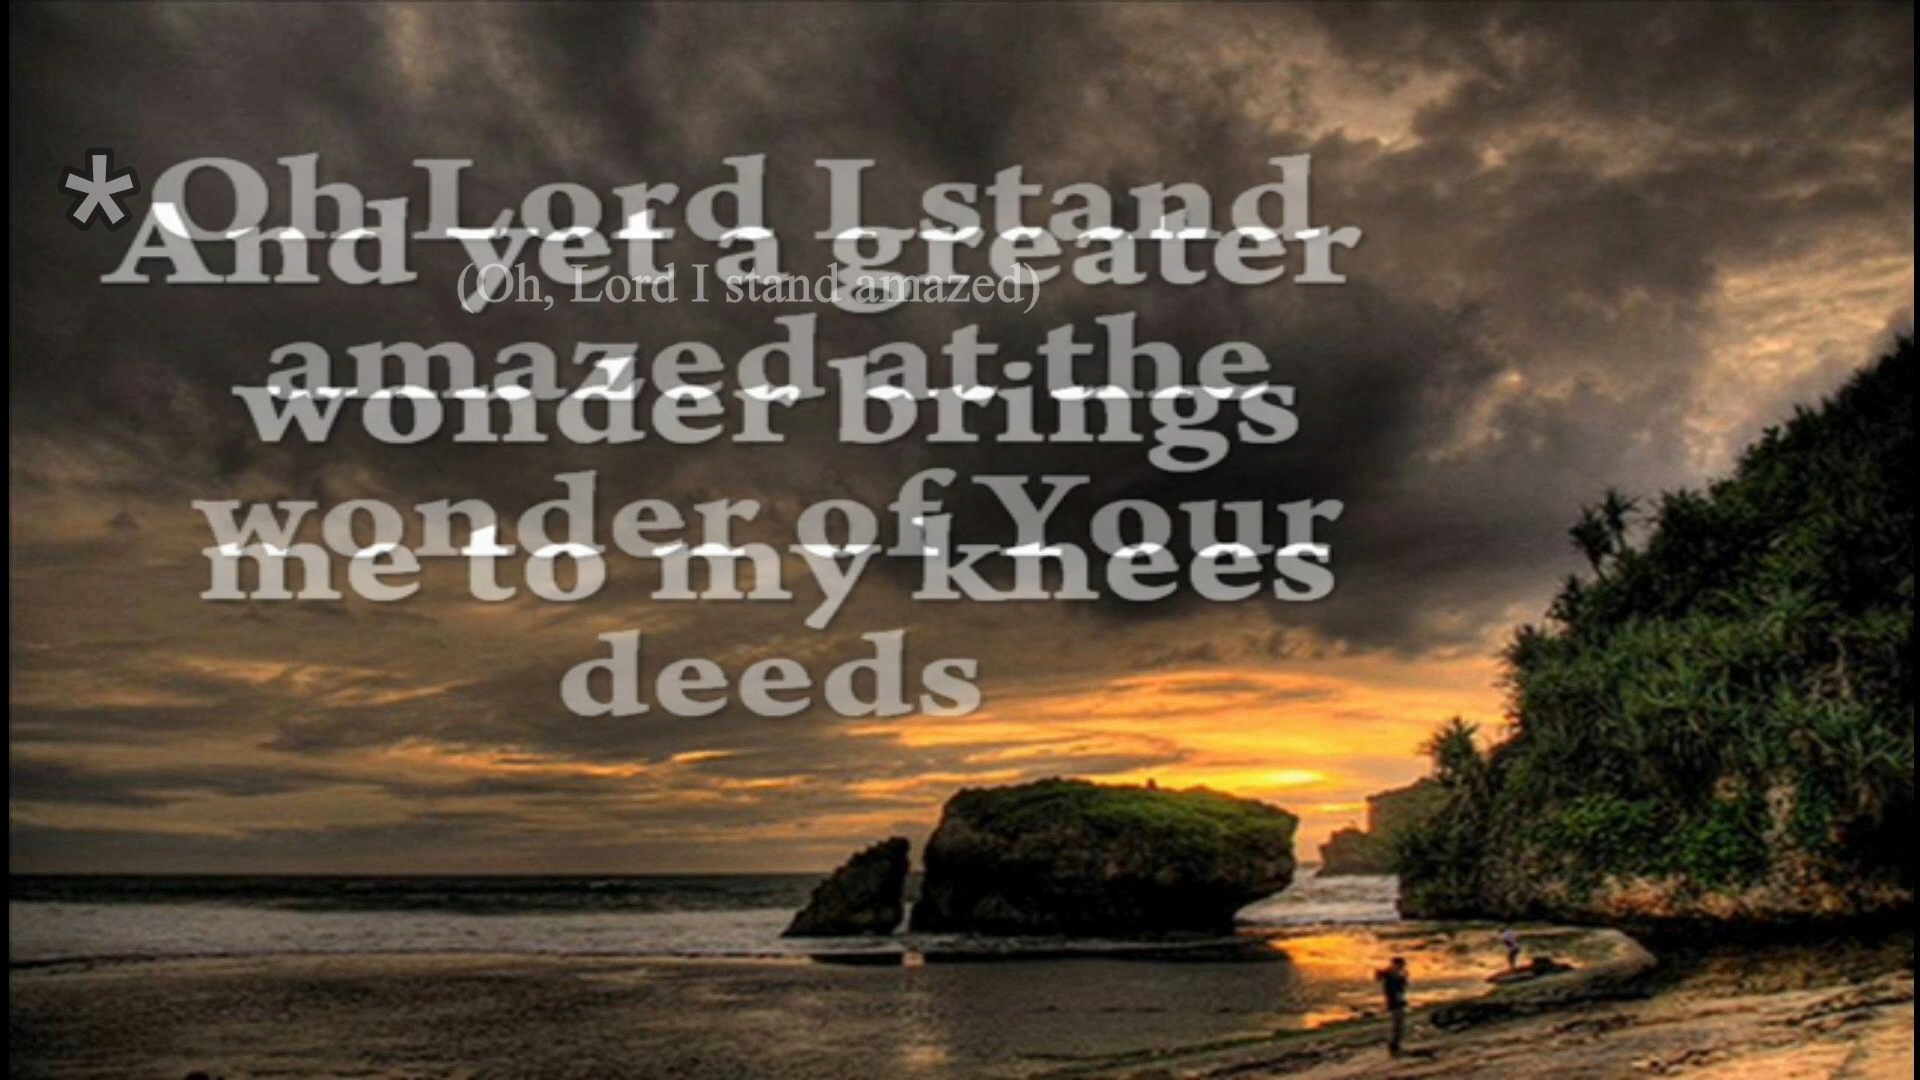 *Oh Lord I stand
amazed at the
wonder of Your
deeds
And yet a greater
wonder brings
me to my knees
(Oh, Lord I stand amazed)